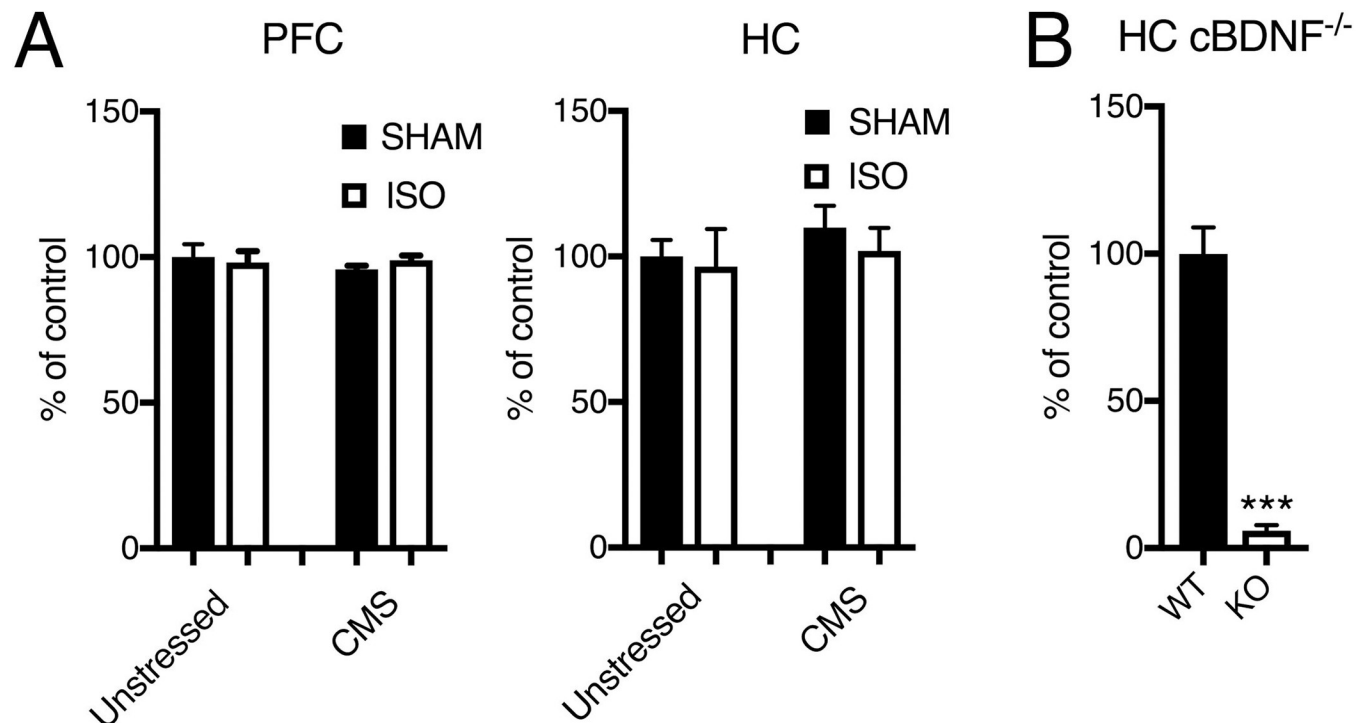 A
PFC
150
100
50
0
% of control
SHAM
ISO
Unstressed
CMS
HC
150
100
50
0
% of control
SHAM
ISO
Unstressed
CMS
B
HC cBDNF-/-
150
100
50
0
% of control
***
WT
KO